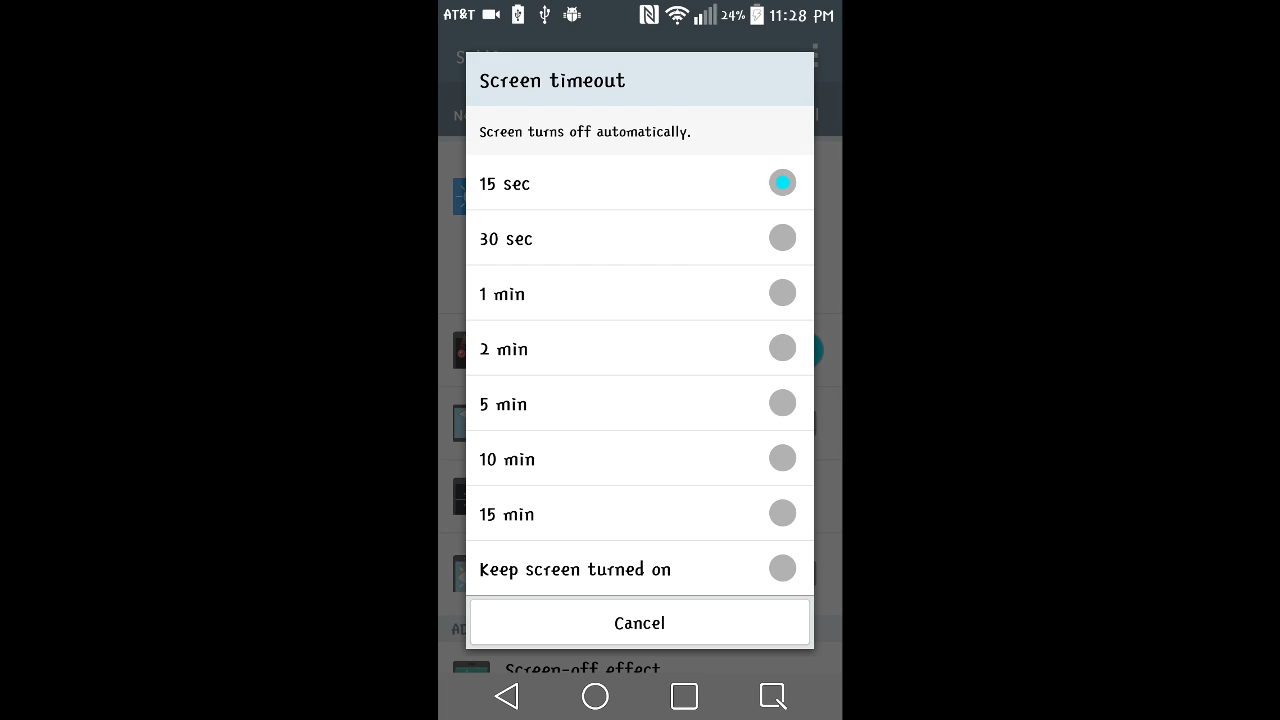 AT&T 24% 11:28 PM
Screen timeout
Screen turns off automatically.
15 sec
30 sec
1 min
2 min
5 min
10 min
15 min
Keep screen turned on
Cancel
Screen-off effect